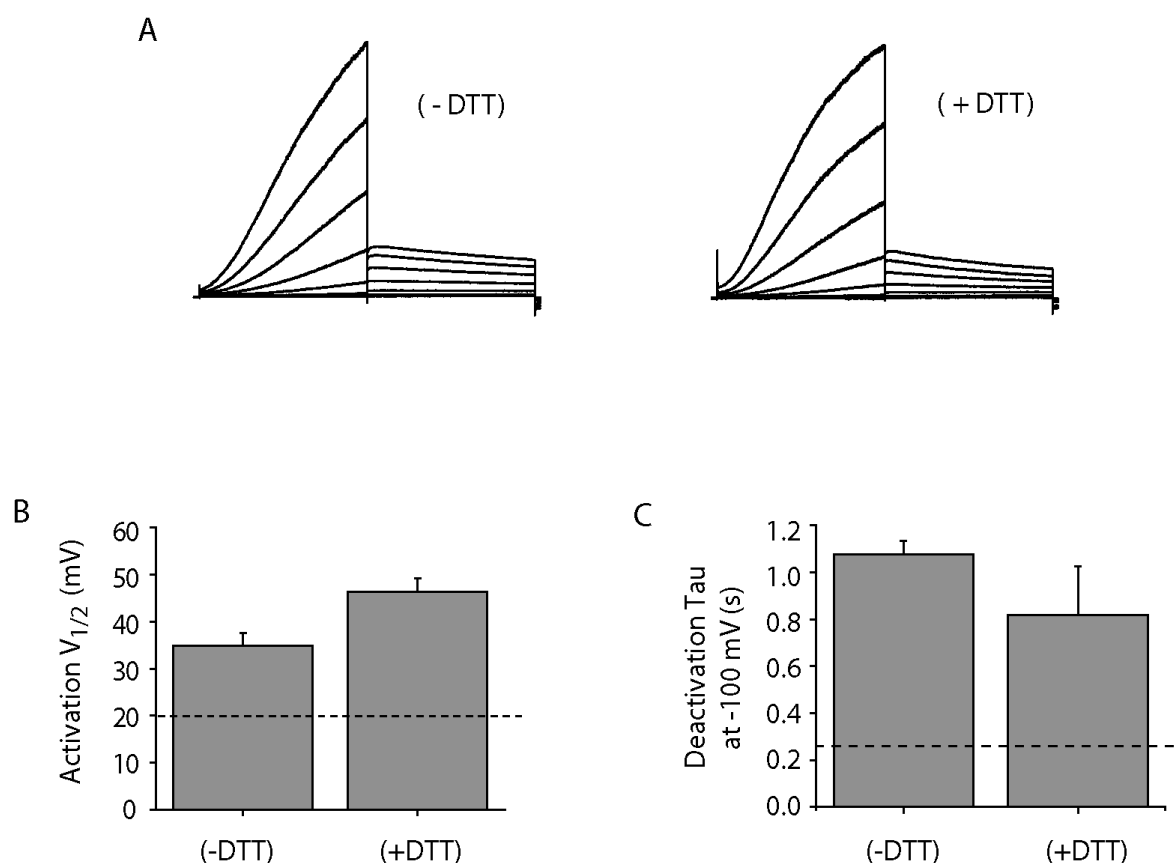 A
( - DTT)
( + DTT)
B
Activation V1/2 (mV)
60
50
40
30
20
10
0
(-DTT)
(+DTT)
C
Deactivation Tau
at -100 mV (s)
1.2
1.0
0.8
0.6
0.4
0.2
0.0
(-DTT)
(+DTT)